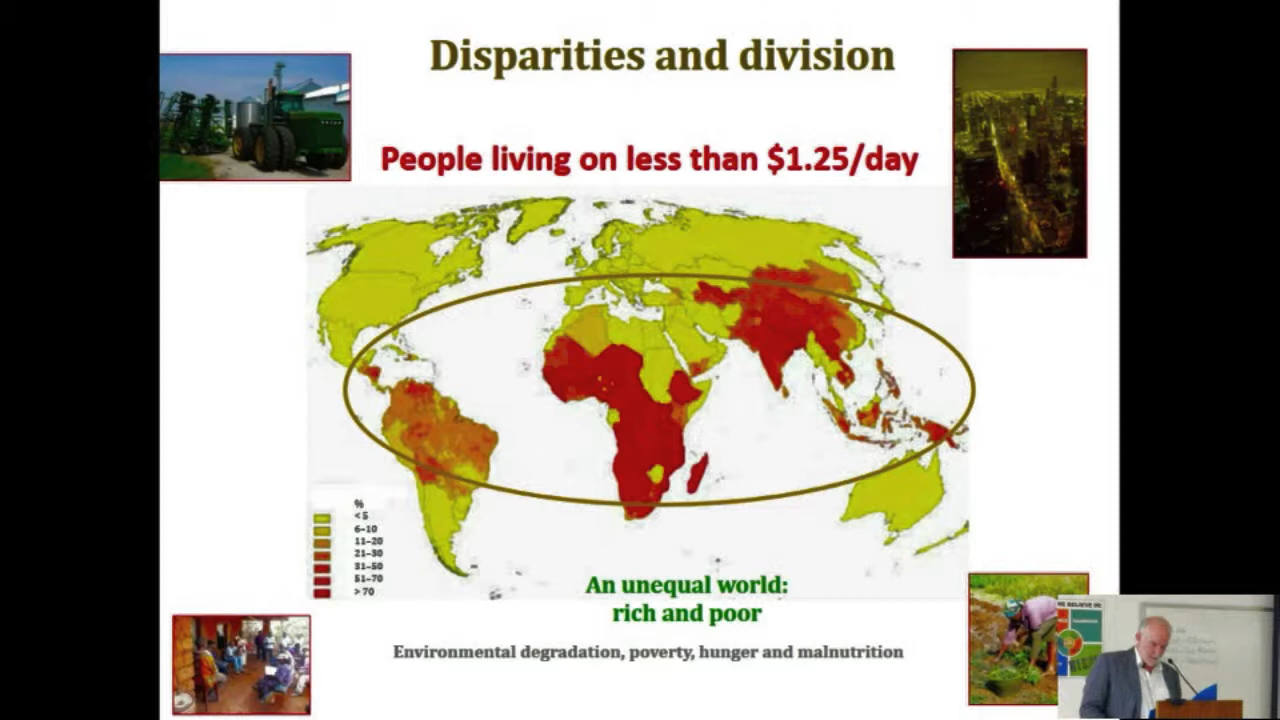 Disparities and division
People living on less than $1.25/day
%
<5
6-10
11-20
21-30
31-50
51-70
> 70
An unequal world:
rich and poor
Environmental degradation, poverty, hunger and malnutrition